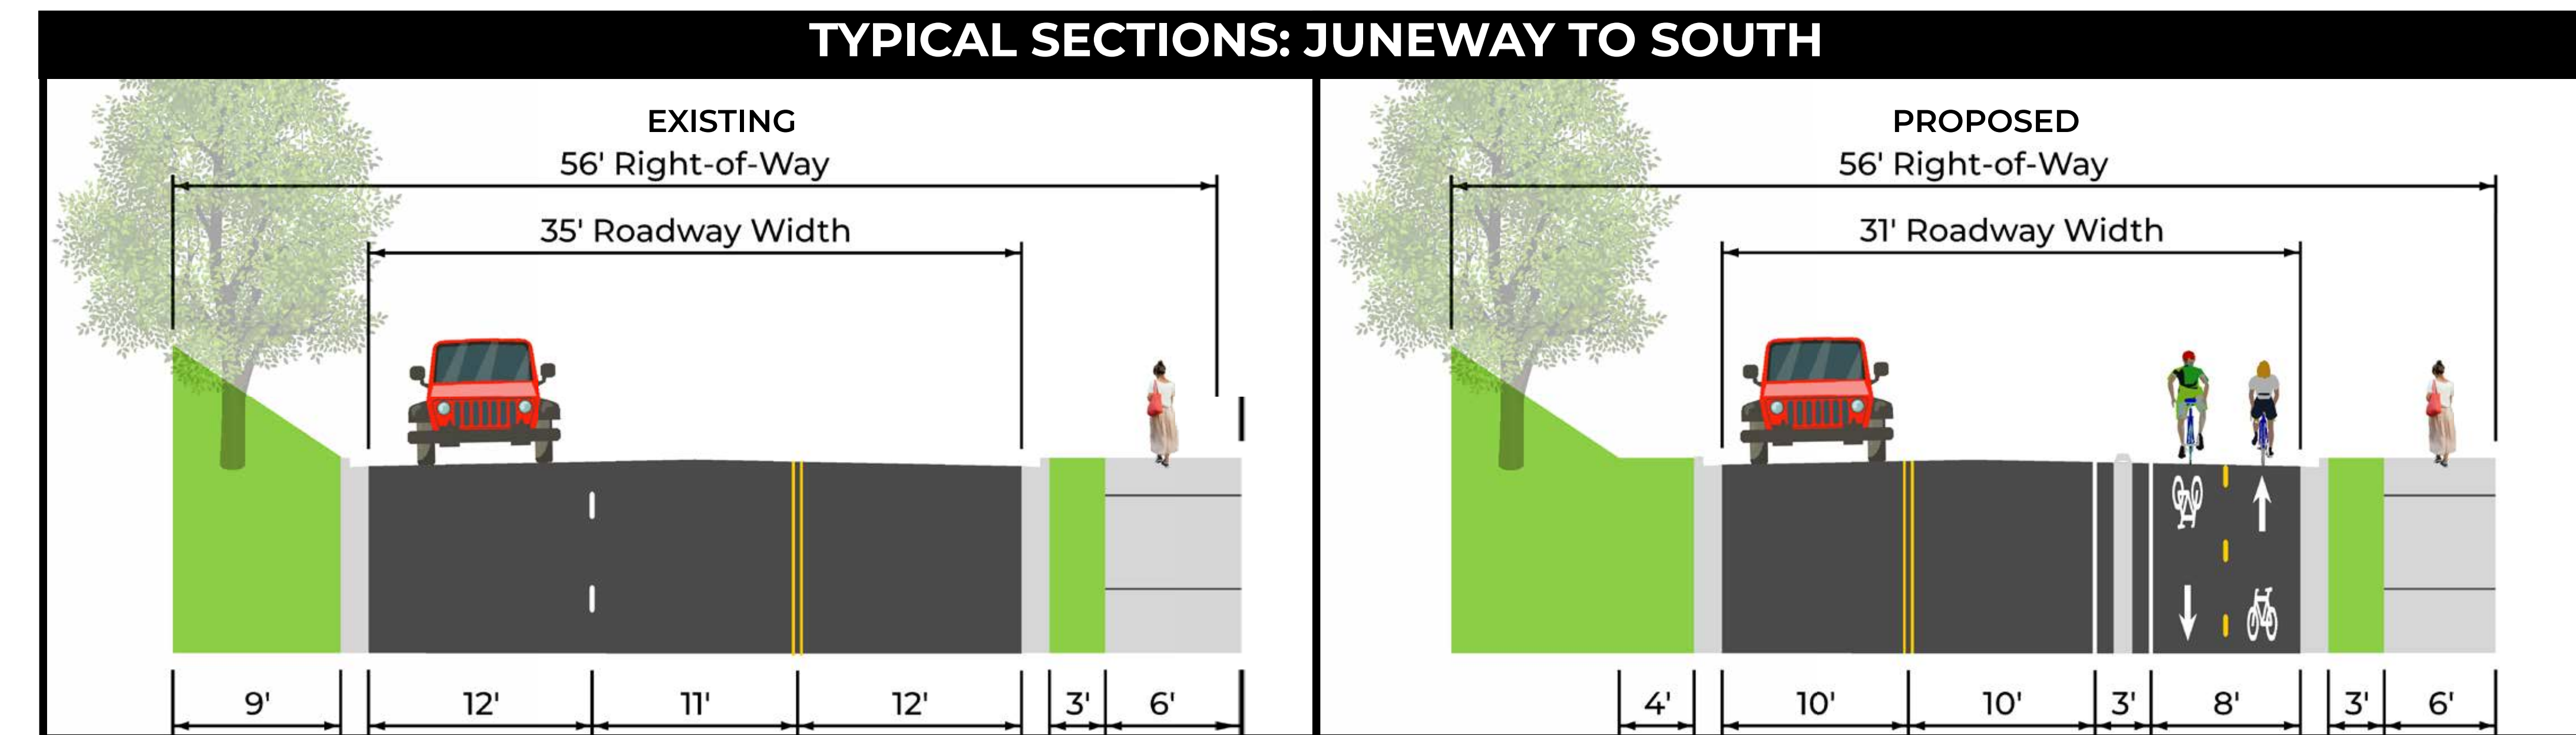 TYPICAL SECTIONS: JUNEWAY TO SOUTH
EXISTING
56' Right-of-Way
35' Roadway Width
9' 12' 11' 12' 3' 6'
PROPOSED
56' Right-of-Way
31' Roadway Width
4' 10' 10' 3' 8' 3' 6'